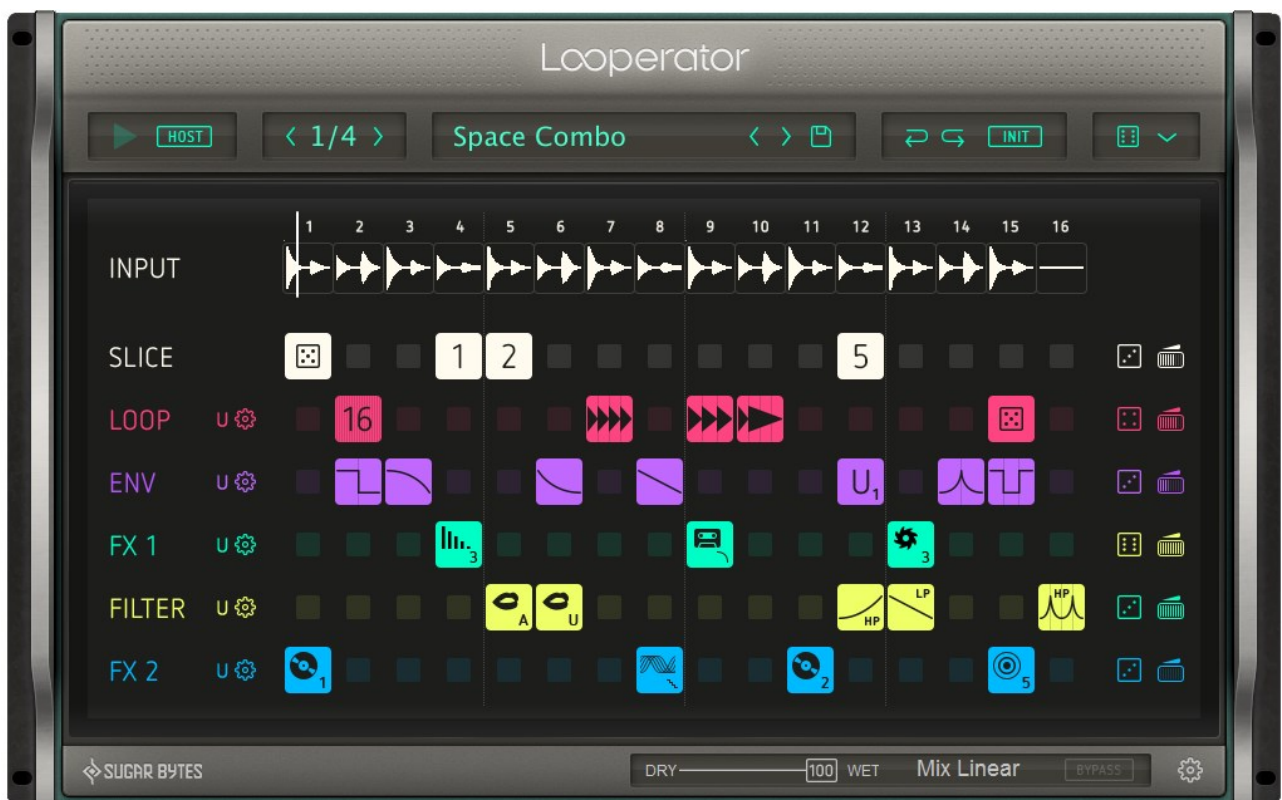 Looperator
HOST < 1/4 > Space Combo < > INIT
1 2 3 4 5 6 7 8 9 10 11 12 13 14 15 16
INPUT
SLICE 1 2 5
LOOP U 16
ENV U U1
FX 1 U 3 3
FILTER U A U HP LP HP
FX 2 U 1 2 5
SUGAR BYTES DRY 100 WET Mix Linear BYPASS